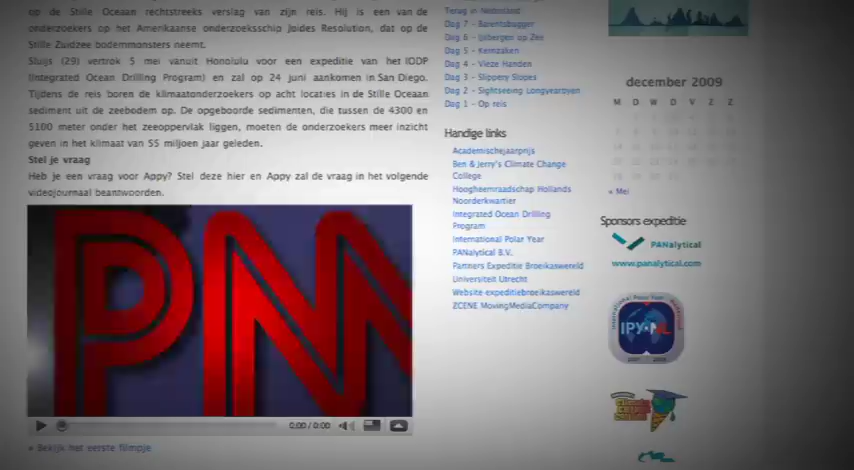 op de Stille Oceaan rechtstreeks verslag van zijn reis. Hij is een van de
onderzoekers op het Amerikaanse onderzoeksschip Joides Resolution, dat op de
Stille Zuidzee bodemmonsters neemt.
Sluijs (29) vertrok 5 mei vanuit Honolulu voor een expeditie van het IODP
(Integrated Ocean Drilling Program) en zal op 24 juni aankomen in San Diego.
Tijdens de reis boren de klimaatonderzoekers op acht locaties in de Stille Oceaan
sediment uit de zeebodem op. De opgeboorde sedimenten, die tussen de 4300 en
5100 meter onder het zeeoppervlak liggen, moeten de onderzoekers meer inzicht
geven in het klimaat van 55 miljoen jaar geleden.
Stel je vraag
Heb je een vraag voor Appy? Stel deze hier en Appy zal de vraag in het volgende
videojournaal beantwoorden.
PM
0:00 / 0:00
» Bekijk het eerste filmpje
Terug in Nederland
Dag 7 - Barentsburger
Dag 6 - IJsbergen op Zee
Dag 5 - Kernzaken
Dag 4 - Vieze Handen
Dag 3 - Slippery Slopes
Dag 2 - Sightseeing Longyearbyen
Dag 1 - Op reis
Handige links
Academischejaarprijs
Ben & Jerry's Climate Change
College
Hoogheemraadschap Hollands
Noorderkwartier
Integrated Ocean Drilling
Program
International Polar Year
PANalytical B.V.
Partners Expeditie Broeikaswereld
Universiteit Utrecht
Website expeditiebroeikaswereld
ZCENE MovingMediaCompany
december 2009
M D W D V Z Z
« Mei
Sponsors expeditie
PANalytical
www.panalytical.com
International Polar Year
IPY-NL